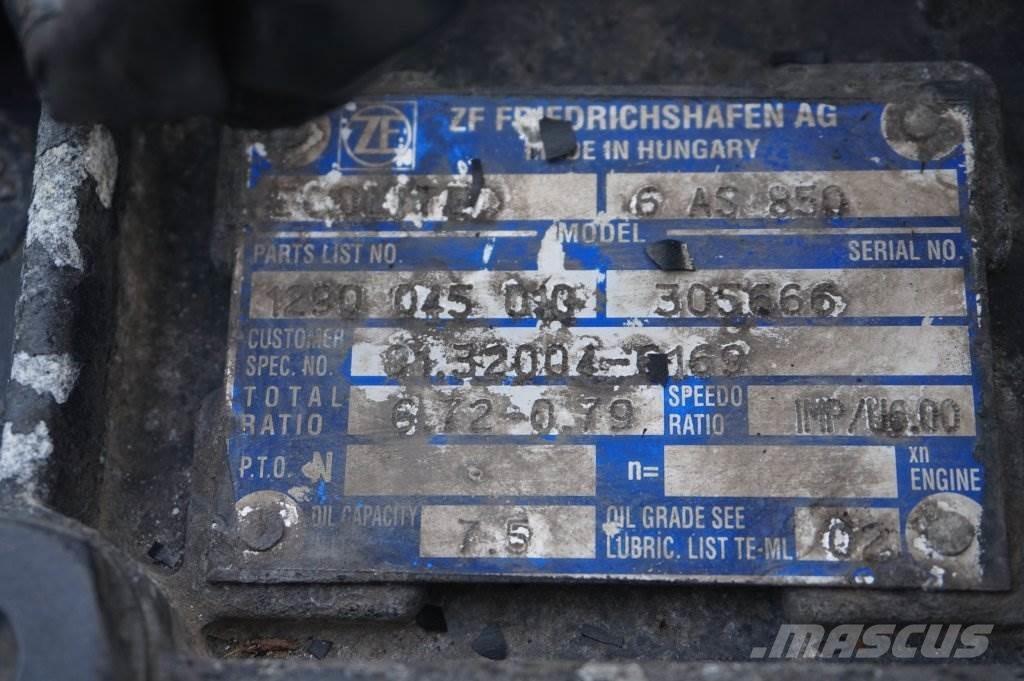 ZF
ZF FRIEDRICHSHAFEN AG
MADE IN HUNGARY
6 AS 850
MODEL
PARTS LIST NO.
SERIAL NO.
1290 045 010
305666
CUSTOMER
SPEC. NO.
TOTAL
RATIO
6.72-0.79
SPEEDO
RATIO
IMP/U6.00
P.T.O. N
n=
xn
ENGINE
OIL CAPACITY
7.5
OIL GRADE SEE
LUBRIC. LIST TE-ML
02
MASCUS